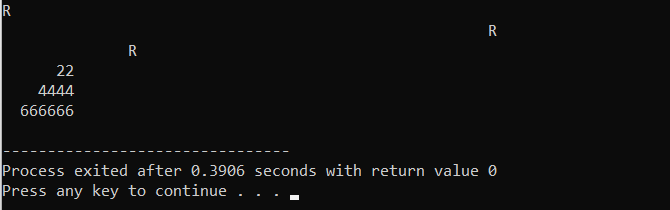 R
R
R
22
4444
666666
--------------------------------
Process exited after 0.3906 seconds with return value 0
Press any key to continue . . .